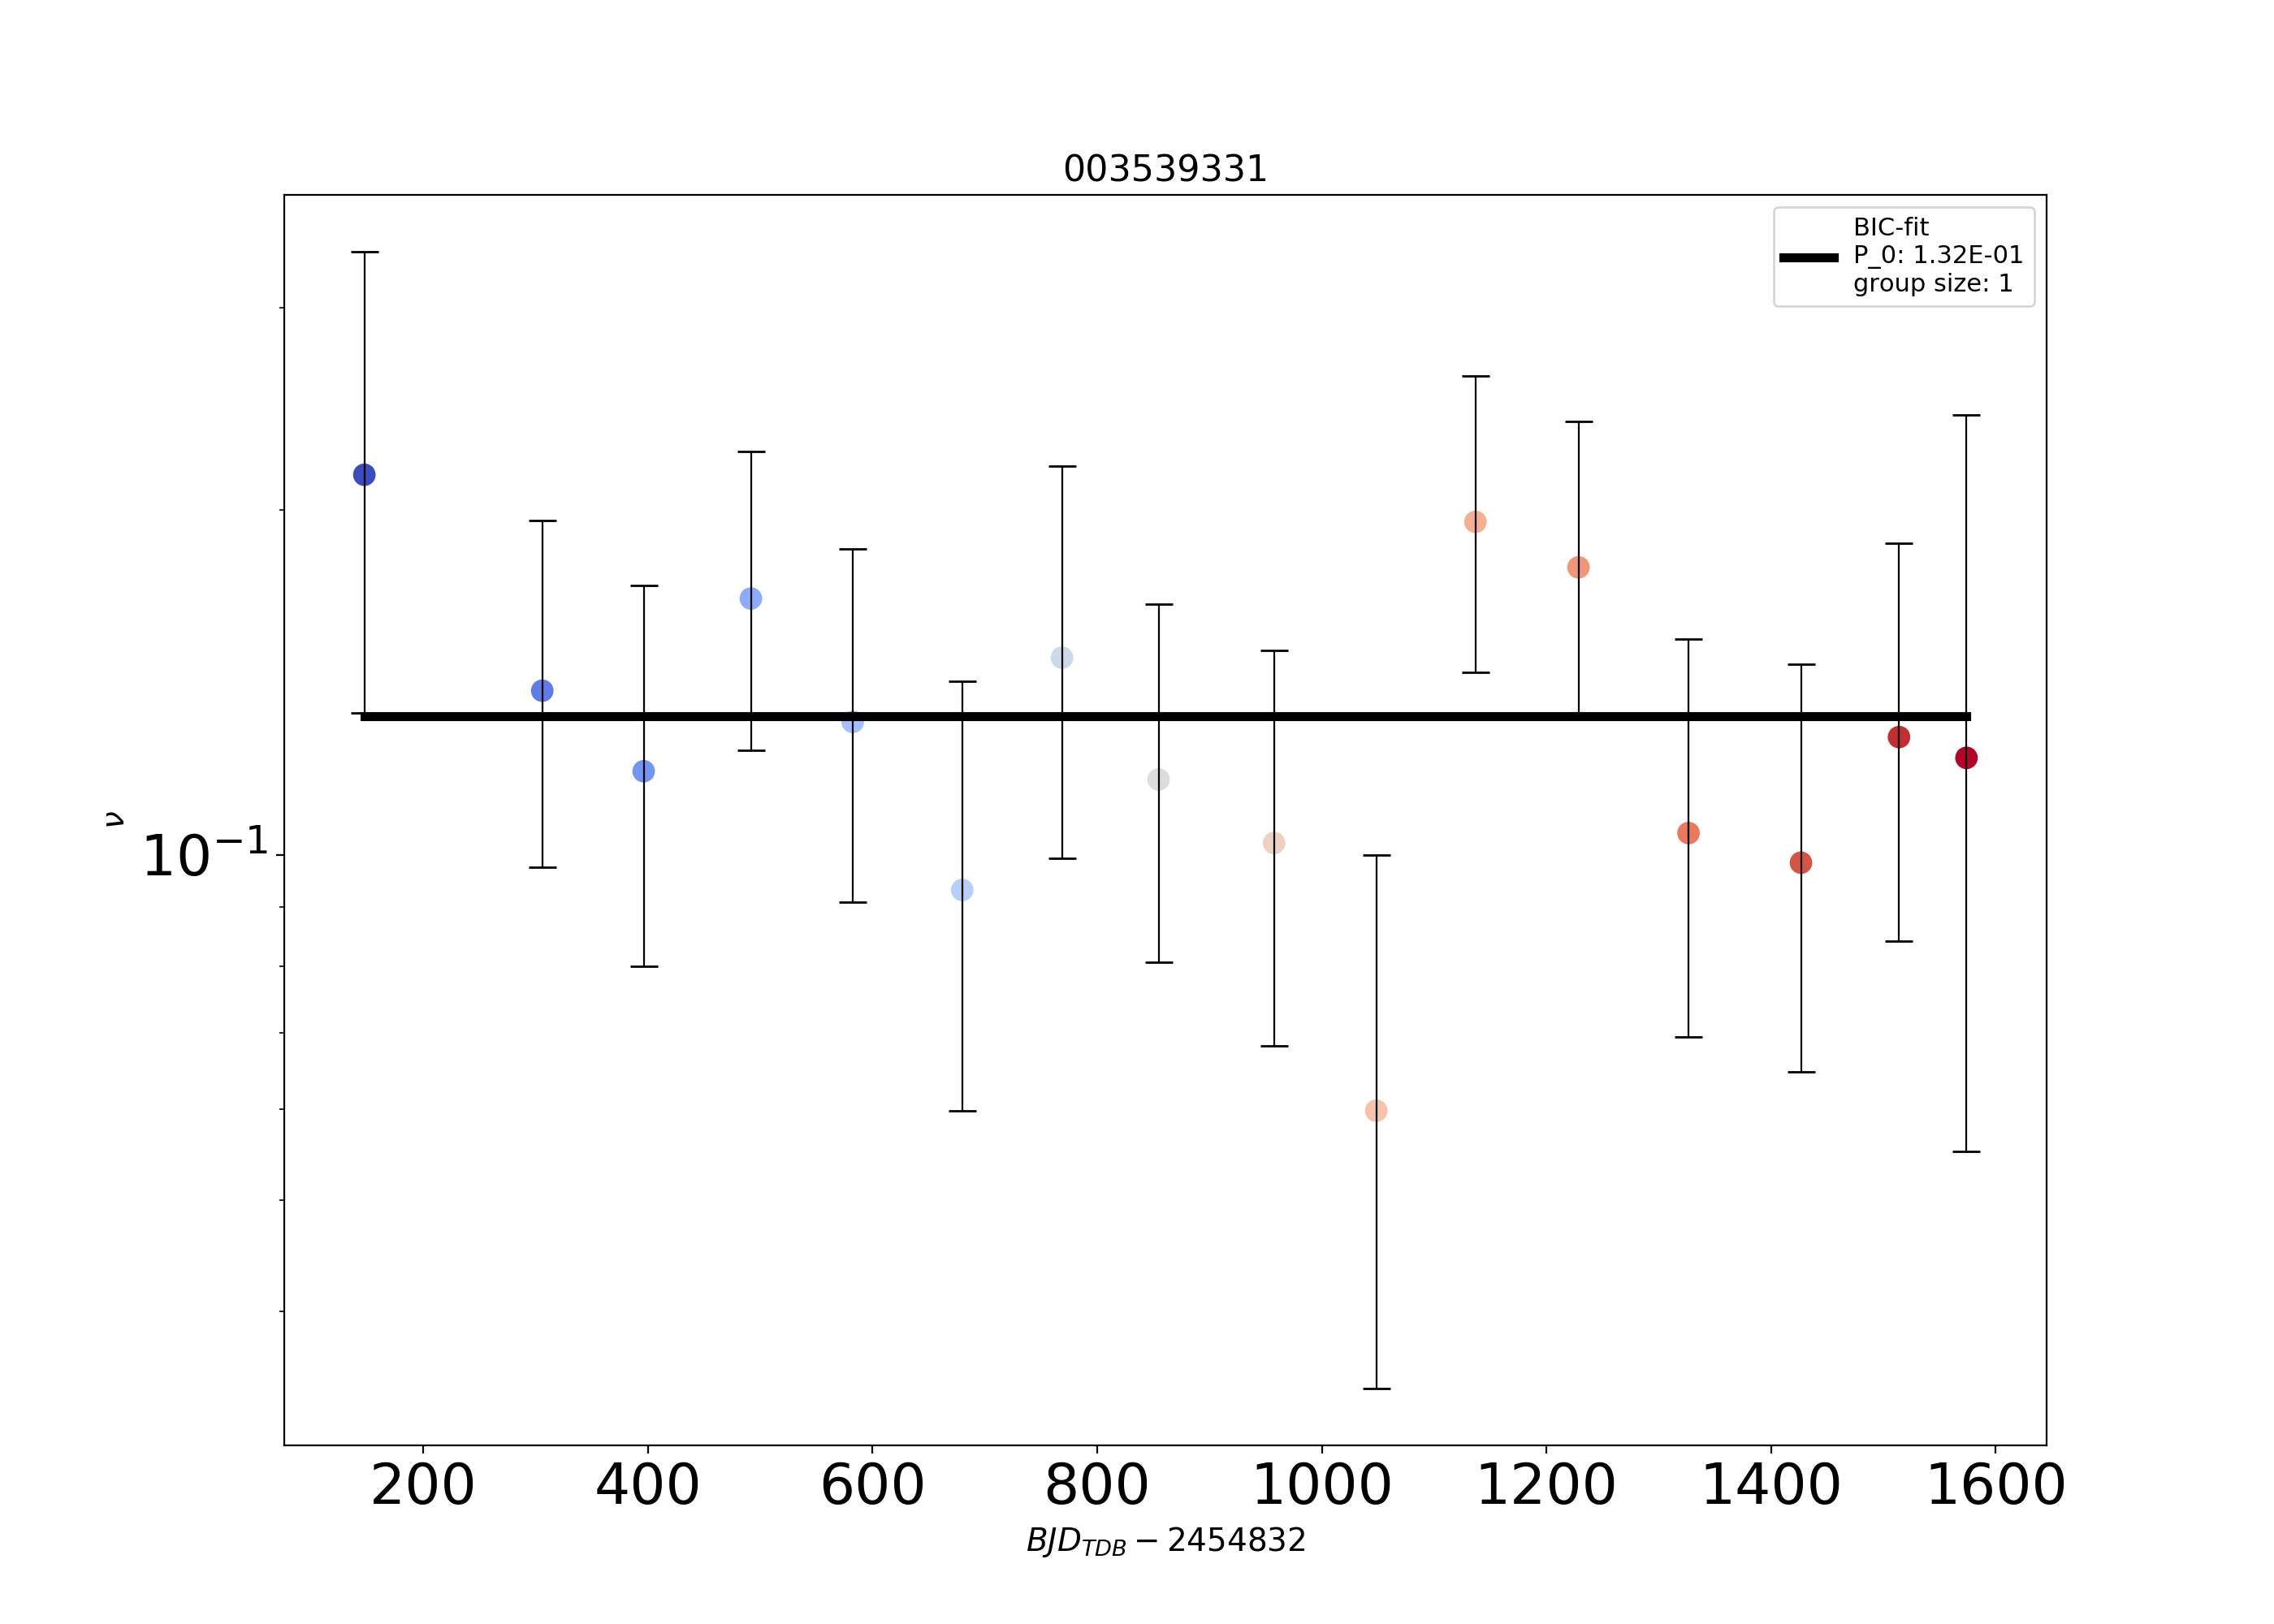 003539331
BIC-fit
P_0: 1.32E-01
group size: 1
ν
10⁻¹
200 400 600 800 1000 1200 1400 1600
BJD_TDB − 2454832